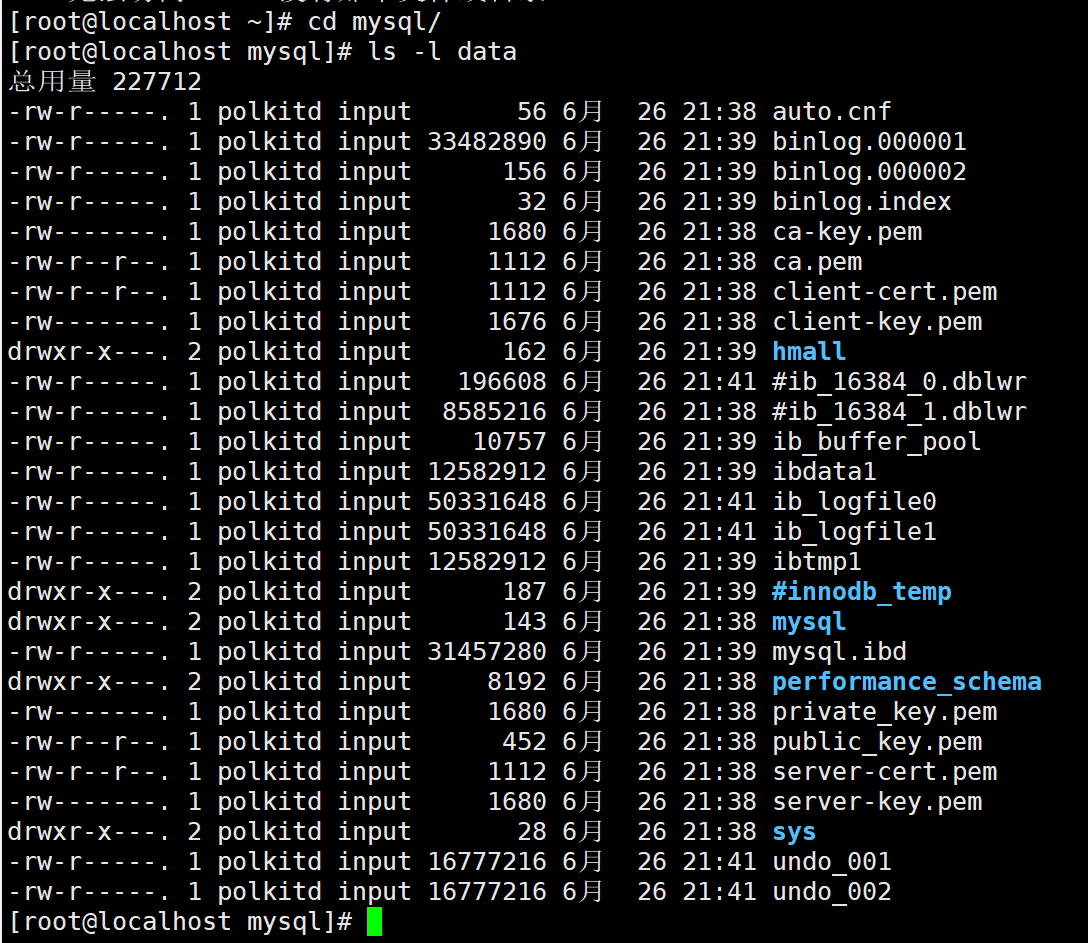 [root@localhost ~]# cd mysql/
[root@localhost mysql]# ls -l data
总用量 227712
-rw-r-----. 1 polkitd input       56 6月  26 21:38 auto.cnf
-rw-r-----. 1 polkitd input 33482890 6月  26 21:39 binlog.000001
-rw-r-----. 1 polkitd input      156 6月  26 21:39 binlog.000002
-rw-r-----. 1 polkitd input       32 6月  26 21:39 binlog.index
-rw-------. 1 polkitd input     1680 6月  26 21:38 ca-key.pem
-rw-r--r--. 1 polkitd input     1112 6月  26 21:38 ca.pem
-rw-r--r--. 1 polkitd input     1112 6月  26 21:38 client-cert.pem
-rw-------. 1 polkitd input     1676 6月  26 21:38 client-key.pem
drwxr-x---. 2 polkitd input      162 6月  26 21:39 hmall
-rw-r-----. 1 polkitd input   196608 6月  26 21:41 #ib_16384_0.dblwr
-rw-r-----. 1 polkitd input  8585216 6月  26 21:38 #ib_16384_1.dblwr
-rw-r-----. 1 polkitd input    10757 6月  26 21:39 ib_buffer_pool
-rw-r-----. 1 polkitd input 12582912 6月  26 21:39 ibdata1
-rw-r-----. 1 polkitd input 50331648 6月  26 21:41 ib_logfile0
-rw-r-----. 1 polkitd input 50331648 6月  26 21:41 ib_logfile1
-rw-r-----. 1 polkitd input 12582912 6月  26 21:39 ibtmp1
drwxr-x---. 2 polkitd input      187 6月  26 21:39 #innodb_temp
drwxr-x---. 2 polkitd input      143 6月  26 21:38 mysql
-rw-r-----. 1 polkitd input 31457280 6月  26 21:39 mysql.ibd
drwxr-x---. 2 polkitd input     8192 6月  26 21:38 performance_schema
-rw-------. 1 polkitd input     1680 6月  26 21:38 private_key.pem
-rw-r--r--. 1 polkitd input      452 6月  26 21:38 public_key.pem
-rw-r--r--. 1 polkitd input     1112 6月  26 21:38 server-cert.pem
-rw-------. 1 polkitd input     1680 6月  26 21:38 server-key.pem
drwxr-x---. 2 polkitd input       28 6月  26 21:38 sys
-rw-r-----. 1 polkitd input 16777216 6月  26 21:41 undo_001
-rw-r-----. 1 polkitd input 16777216 6月  26 21:41 undo_002
[root@localhost mysql]#